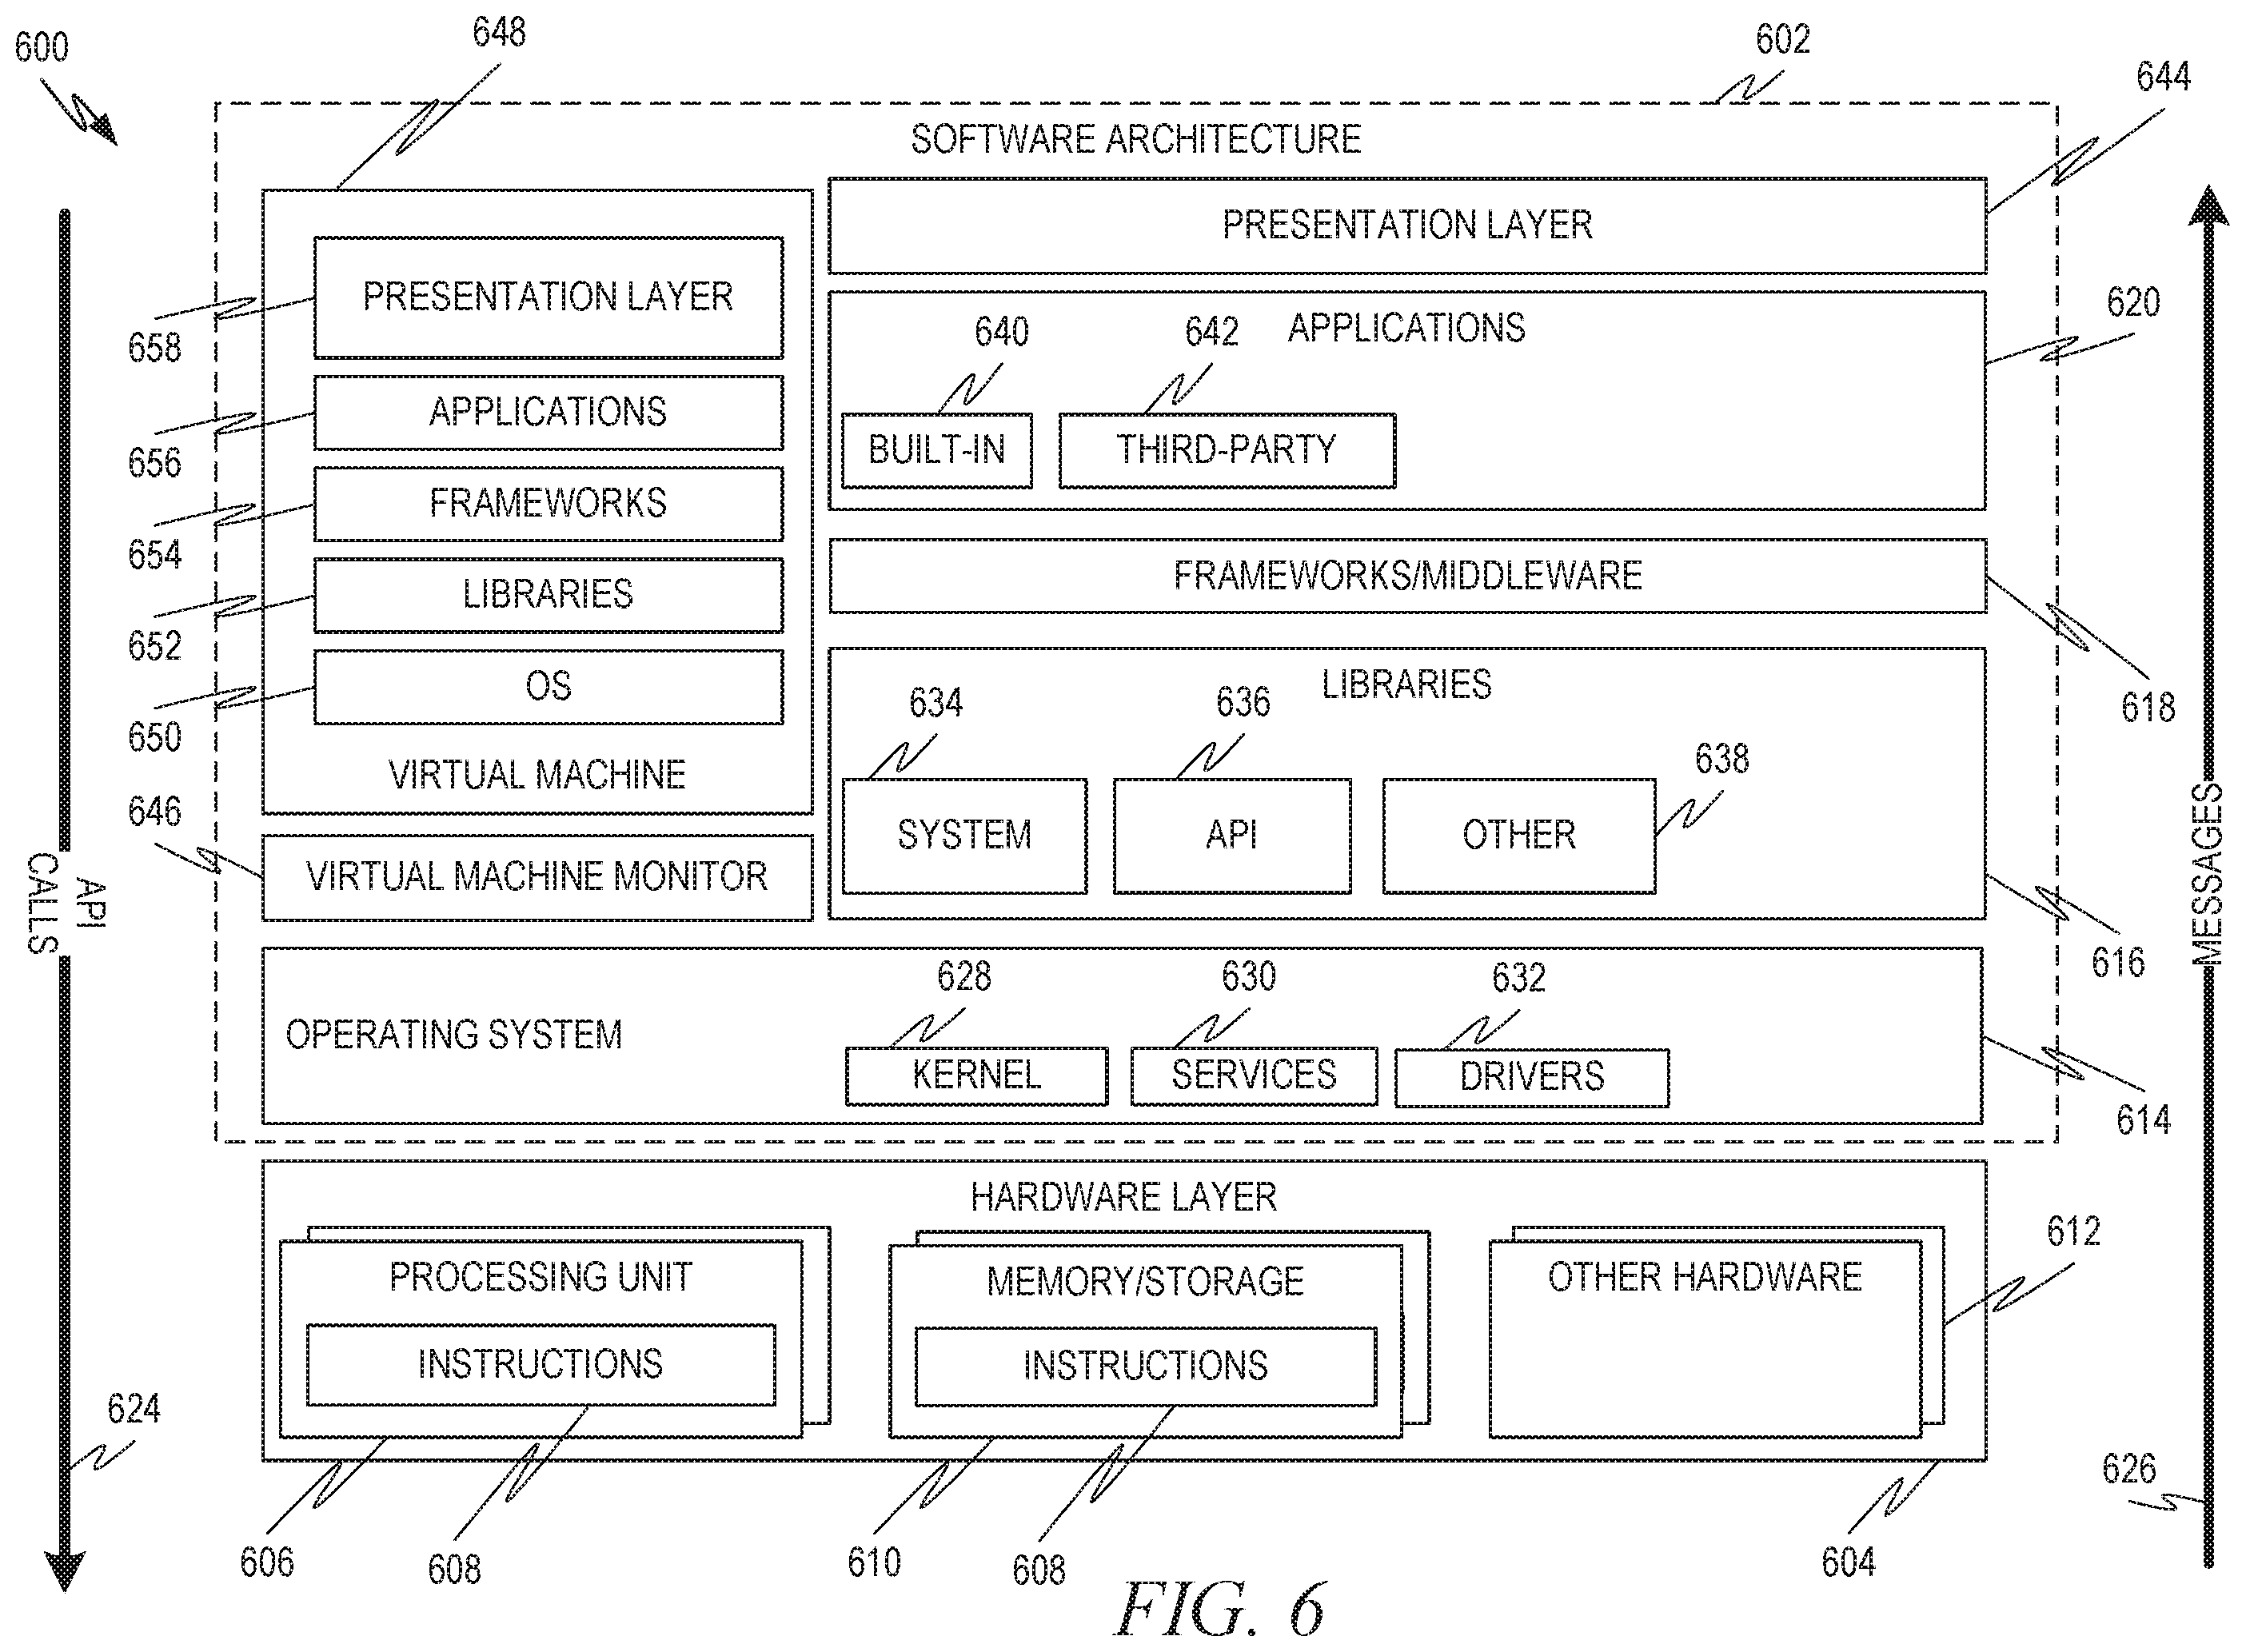 600
648
602
644
SOFTWARE ARCHITECTURE
PRESENTATION LAYER
PRESENTATION LAYER
658
620
640
642
APPLICATIONS
APPLICATIONS
656
BUILT-IN
THIRD-PARTY
FRAMEWORKS
654
FRAMEWORKS/MIDDLEWARE
LIBRARIES
652
618
OS
650
LIBRARIES
634
636
638
VIRTUAL MACHINE
646
SYSTEM
API
OTHER
VIRTUAL MACHINE MONITOR
API
CALLS
MESSAGES
616
628
630
632
OPERATING SYSTEM
KERNEL
SERVICES
DRIVERS
614
HARDWARE LAYER
612
PROCESSING UNIT
MEMORY/STORAGE
OTHER HARDWARE
INSTRUCTIONS
INSTRUCTIONS
624
626
606
608
610
608
604
FIG. 6